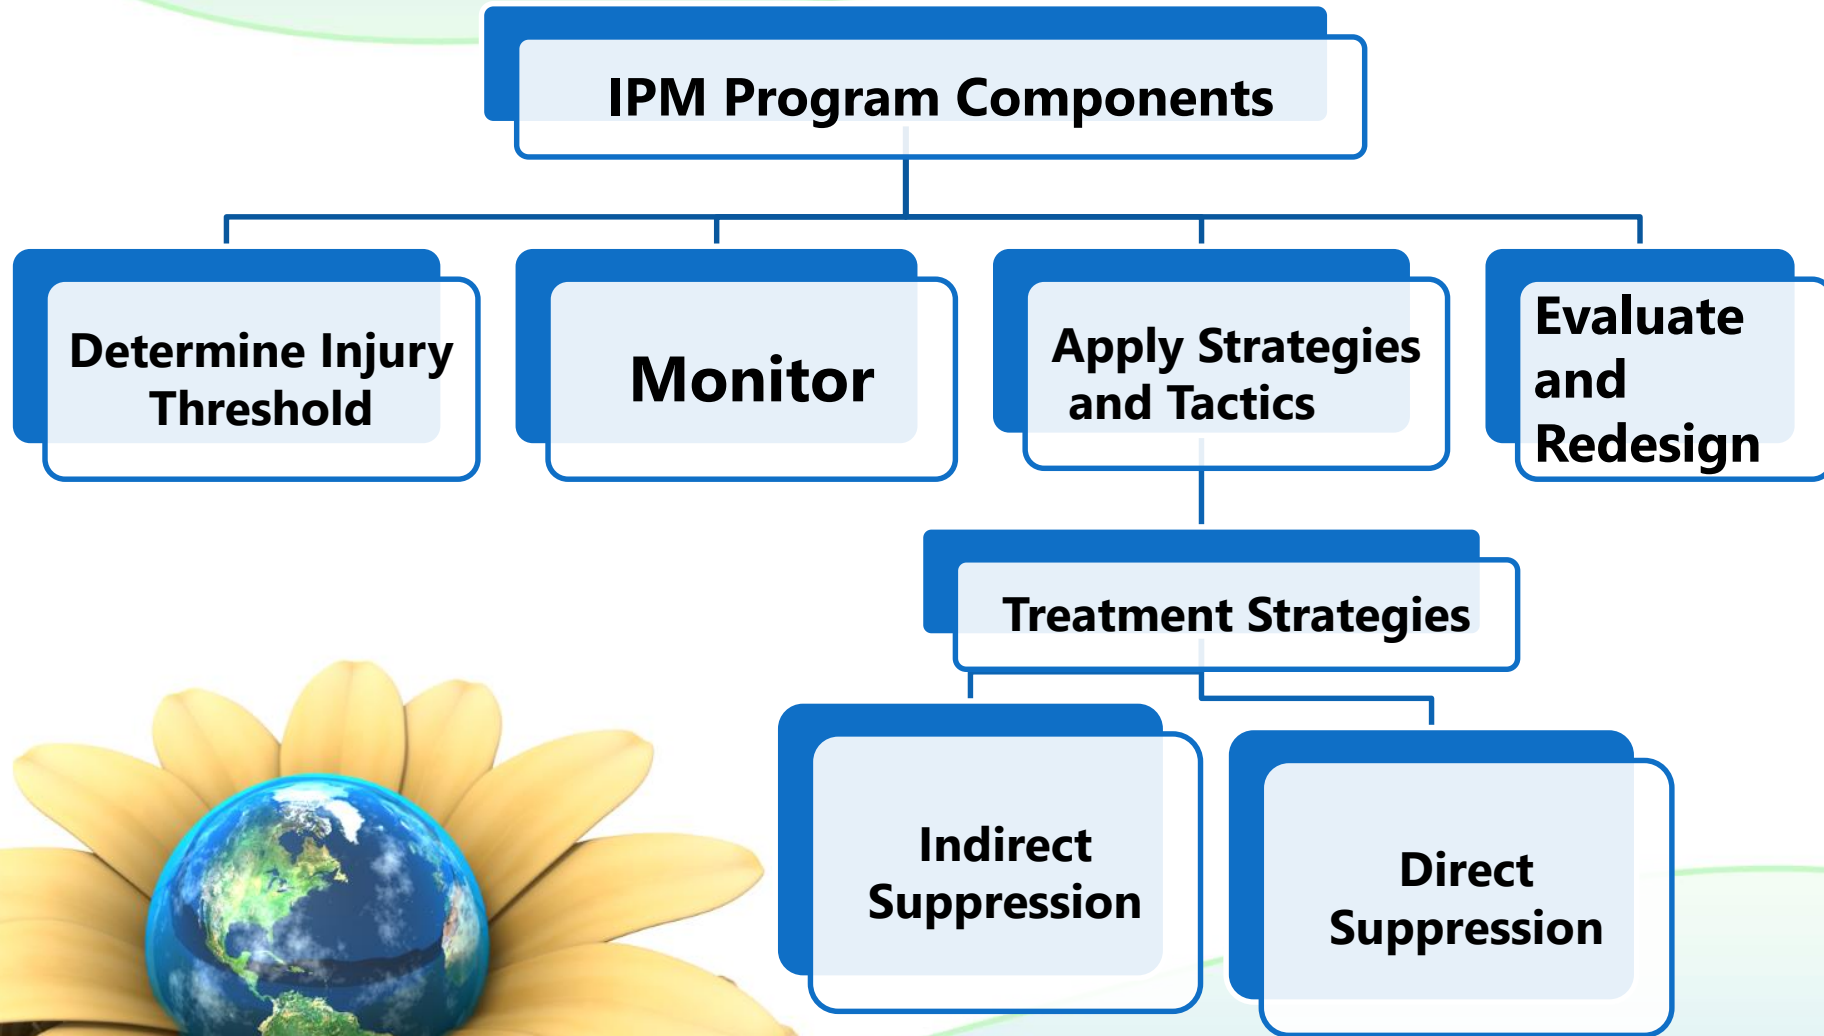 IPM Program Components
Determine Injury
Threshold
Monitor
Apply Strategies
and Tactics
Evaluate
and
Redesign
Treatment Strategies
Indirect
Suppression
Direct
Suppression